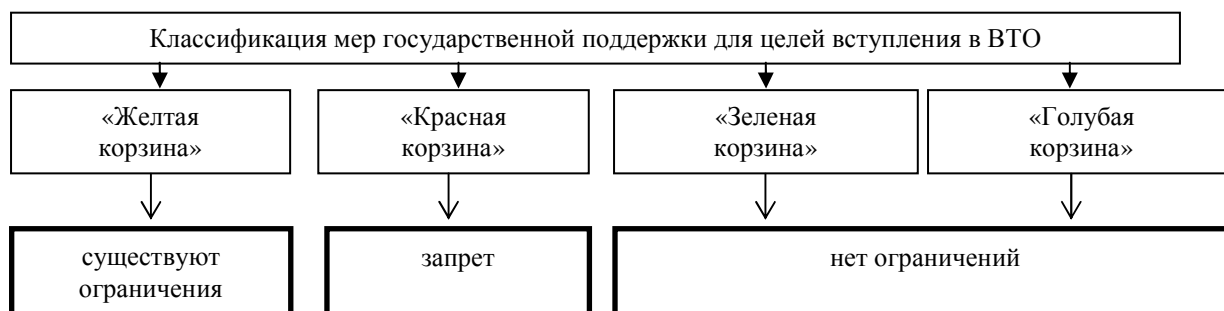 Классификация мер государственной поддержки для целей вступления в ВТО
«Желтая
корзина»
«Красная
корзина»
«Зеленая
корзина»
«Голубая
корзина»
существуют
ограничения
запрет
нет ограничений